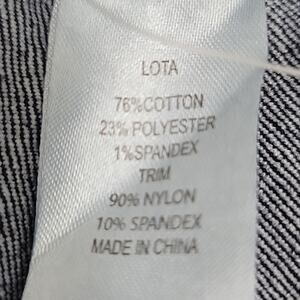 LOTA
76%COTTON
23% POLYESTER
1%SPANDEX
TRIM
90% NYLON
10% SPANDEX
MADE IN CHINA